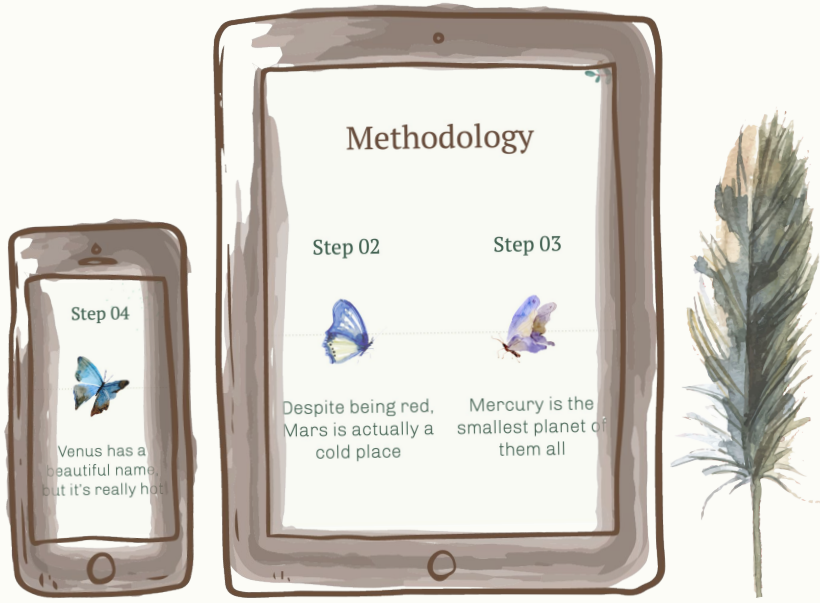 Methodology
Step 02
Despite being red,
Mars is actually a
cold place
Step 03
Mercury is the
smallest planet of
them all
Step 04
Venus has a
beautiful name,
but it's really hot!